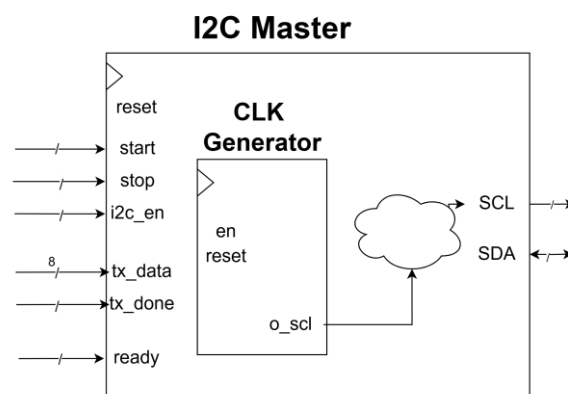 I2C Master
reset
CLK
Generator
start
stop
i2c_en
en
reset
SCL
SDA
8
tx_data
tx_done
o_scl
ready